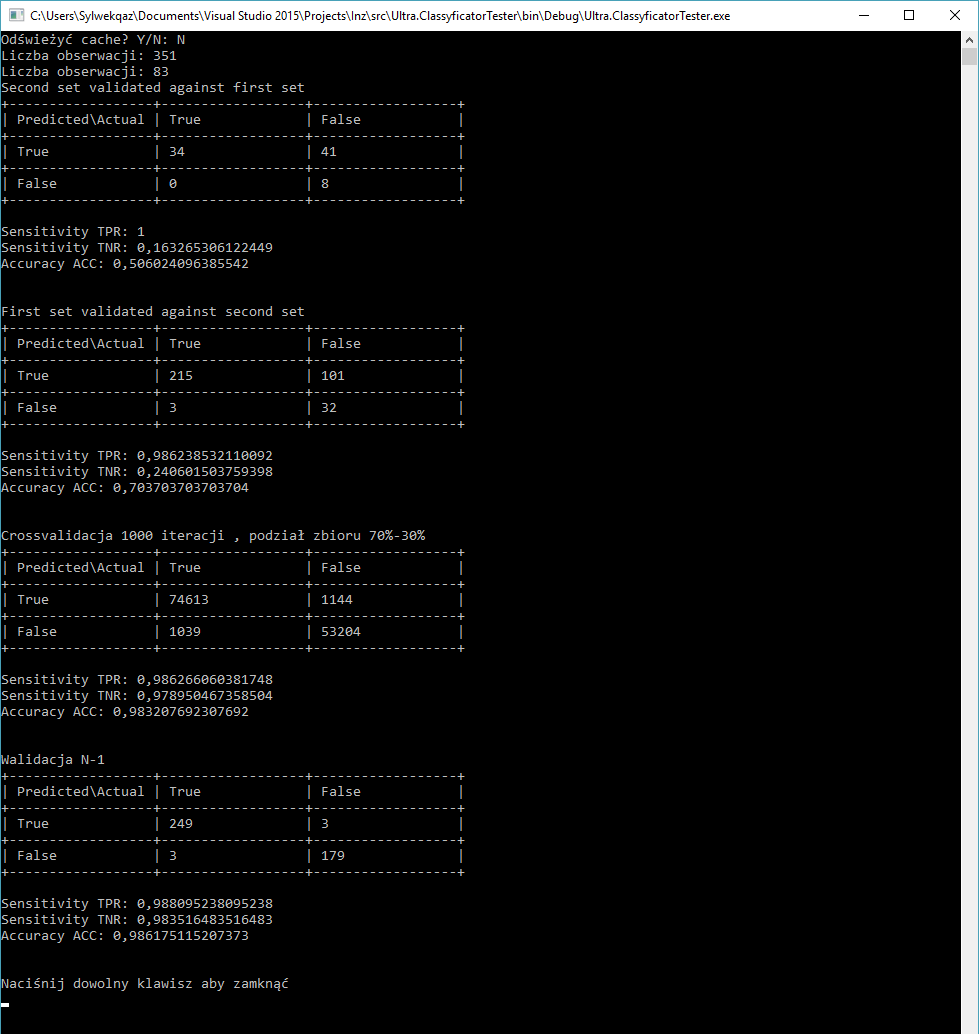 C:\Users\Sylwekqaz\Documents\Visual Studio 2015\Projects\Inz\src\Ultra.ClassyficatorTester\bin\Debug\Ultra.ClassyficatorTester.exe
Odświeżyć cache? Y/N: N
Liczba obserwacji: 351
Liczba obserwacji: 83
Second set validated against first set
+------------------+------------------+------------------+
| Predicted\Actual | True             | False            |
+------------------+------------------+------------------+
| True             | 34               | 41               |
+------------------+------------------+------------------+
| False            | 0                | 8                |
+------------------+------------------+------------------+
Sensitivity TPR: 1
Sensitivity TNR: 0,163265306122449
Accuracy ACC: 0,506024096385542
First set validated against second set
+------------------+------------------+------------------+
| Predicted\Actual | True             | False            |
+------------------+------------------+------------------+
| True             | 215              | 101              |
+------------------+------------------+------------------+
| False            | 3                | 32               |
+------------------+------------------+------------------+
Sensitivity TPR: 0,986238532110092
Sensitivity TNR: 0,240601503759398
Accuracy ACC: 0,703703703703704
Crossvalidacja 1000 iteracji , podział zbioru 70%-30%
+------------------+------------------+------------------+
| Predicted\Actual | True             | False            |
+------------------+------------------+------------------+
| True             | 74613            | 1144             |
+------------------+------------------+------------------+
| False            | 1039             | 53204            |
+------------------+------------------+------------------+
Sensitivity TPR: 0,986266060381748
Sensitivity TNR: 0,978950467358504
Accuracy ACC: 0,983207692307692
Walidacja N-1
+------------------+------------------+------------------+
| Predicted\Actual | True             | False            |
+------------------+------------------+------------------+
| True             | 249              | 3                |
+------------------+------------------+------------------+
| False            | 3                | 179              |
+------------------+------------------+------------------+
Sensitivity TPR: 0,988095238095238
Sensitivity TNR: 0,983516483516483
Accuracy ACC: 0,986175115207373
Naciśnij dowolny klawisz aby zamknąć